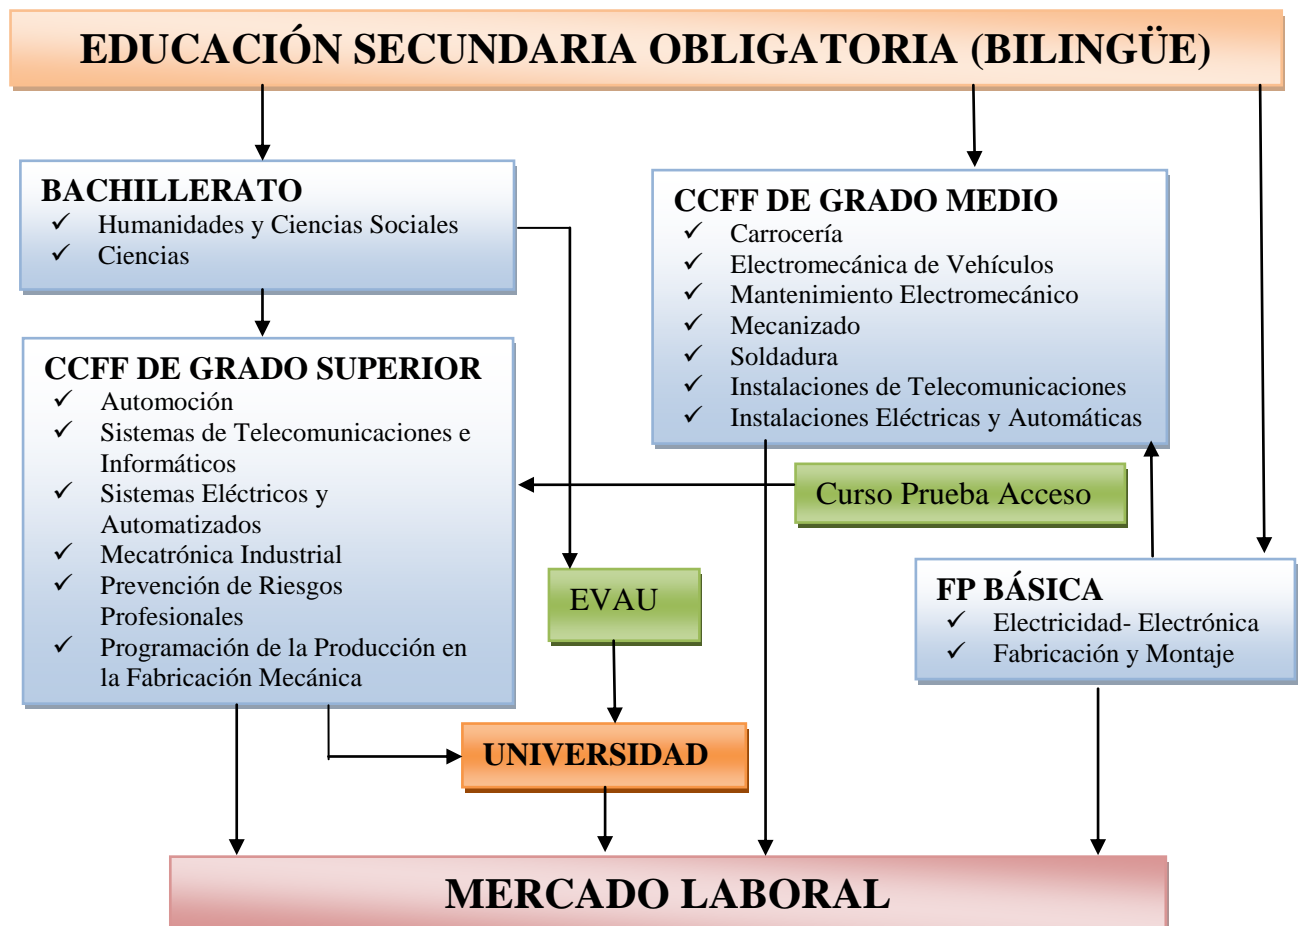 EDUCACIÓN SECUNDARIA OBLIGATORIA (BILINGÜE)
BACHILLERATO
✓ Humanidades y Ciencias Sociales
✓ Ciencias
CCFF DE GRADO MEDIO
✓ Carrocería
✓ Electromecánica de Vehículos
✓ Mantenimiento Electromecánico
✓ Mecanizado
✓ Soldadura
✓ Instalaciones de Telecomunicaciones
✓ Instalaciones Eléctricas y Automáticas
CCFF DE GRADO SUPERIOR
✓ Automoción
✓ Sistemas de Telecomunicaciones e
Informáticos
✓ Sistemas Eléctricos y
Automatizados
✓ Mecatrónica Industrial
✓ Prevención de Riesgos
Profesionales
✓ Programación de la Producción en
la Fabricación Mecánica
Curso Prueba Acceso
EVAU
FP BÁSICA
✓ Electricidad- Electrónica
✓ Fabricación y Montaje
UNIVERSIDAD
MERCADO LABORAL